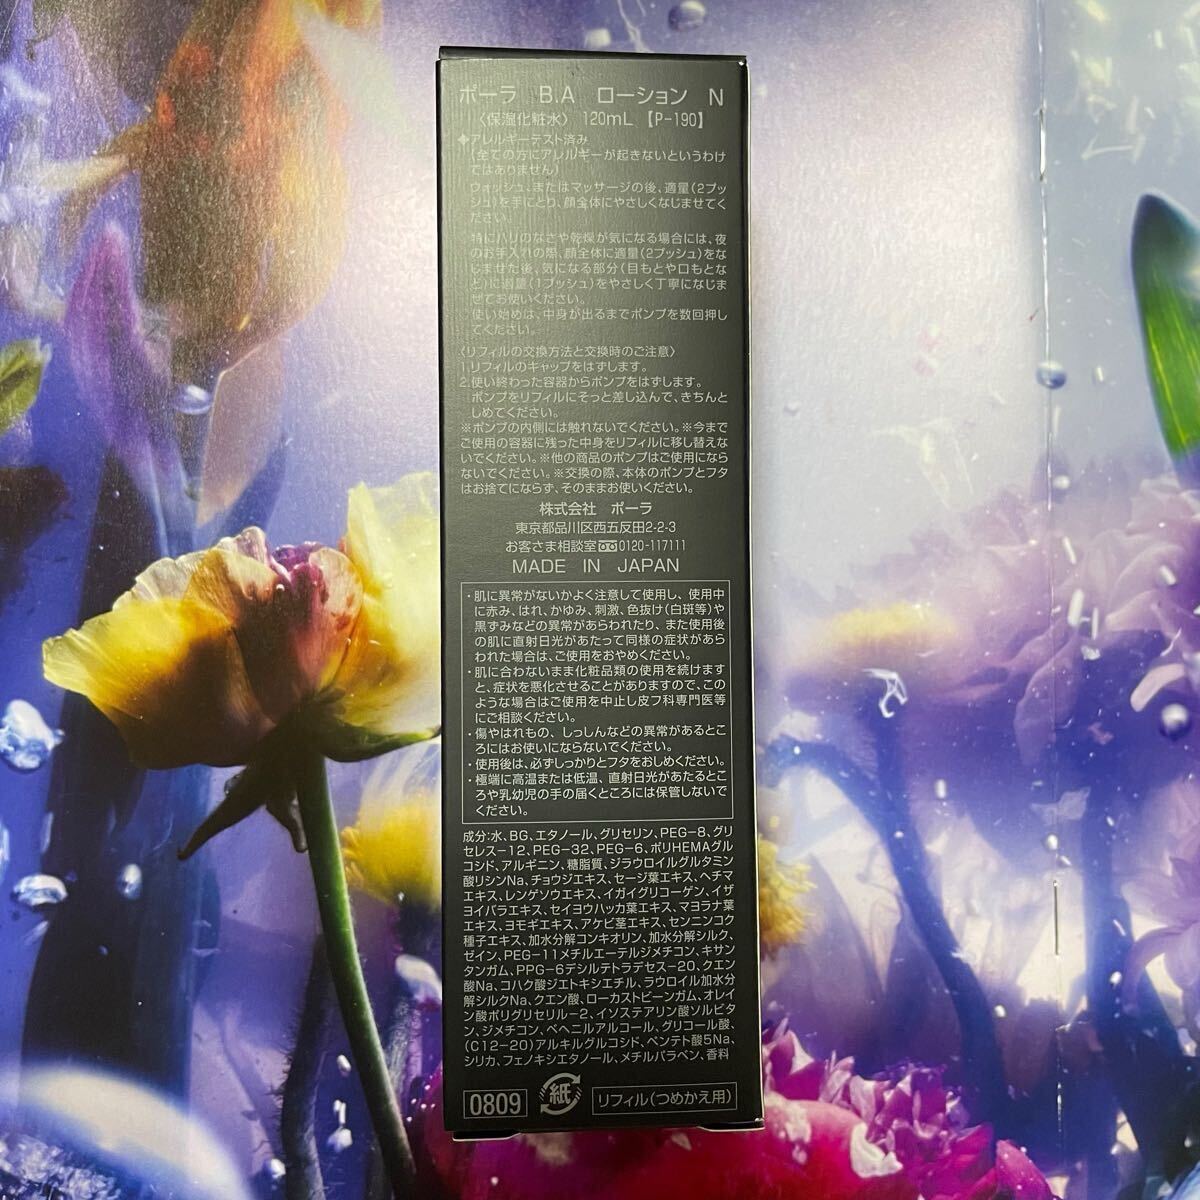 ポーラ B.A ローション N
〈保湿化粧水〉 120mL 【P-190】
◆アレルギーテスト済み
(全ての方にアレルギーが起きないというわけ
ではありません)
ウォッシュ、またはマッサージの後、適量(2プッ
シュ)を手にとり、顔全体にやさしくなじませてく
ださい。
特にハリのなさや乾燥が気になる場合には、夜
のお手入れの際、顔全体に適量(2プッシュ)をな
じませた後、気になる部分(目もとや口もとな
ど)に適量(1プッシュ)をやさしく丁寧になじま
せてお使いください。
使い始めは、中身が出るまでポンプを数回押し
てください。
〈リフィルの交換方法と交換時のご注意〉
1.リフィルのキャップをはずします。
2.使い終わった容器からポンプをはずします。
ポンプをリフィルにそっと差し込んで、きちんと
しめてください。
※ポンプの内側には触れないでください。※今まで
ご使用の容器に残った中身をリフィルに移し替えな
いでください。※他の商品のポンプはご使用になら
ないでください。※交換の際、本体のポンプとフタ
はお捨てにならず、そのままお使いください。
株式会社 ポーラ
東京都品川区西五反田2-2-3
お客さま相談室 0120-117111
MADE IN JAPAN
・肌に異常がないかよく注意して使用し、使用中
に赤み、はれ、かゆみ、刺激、色抜け(白斑等)や
黒ずみなどの異常があらわれたり、また使用後
の肌に直射日光があたって同様の症状があら
われた場合は、ご使用をおやめください。
・肌に合わないまま化粧品類の使用を続けます
と、症状を悪化させることがありますので、この
ような場合はご使用を中止し皮フ科専門医等
にご相談ください。
・傷やはれもの、しっしんなどの異常があるとこ
ろにはお使いにならないでください。
・使用後は、必ずしっかりとフタをおしめください。
・極端に高温または低温、直射日光があたるとこ
ろや乳幼児の手の届くところには保管しないで
ください。
成分:水、BG、エタノール、グリセリン、PEG-8、グリ
セレス-12、PEG-32、PEG-6、ポリHEMAグル
コシド、アルギニン、糖脂質、ジラウロイルグルタミン
酸リシンNa、チョウジエキス、セージ葉エキス、ヘチマ
エキス、レンゲソウエキス、イガイグリコーゲン、イザ
ヨイバラエキス、セイヨウハッカ葉エキス、マヨラナ葉
エキス、ヨモギエキス、アケビ茎エキス、センニンコク
種子エキス、加水分解コンキオリン、加水分解シルク、
ゼイン、PEG-11メチルエーテルジメチコン、キサン
タンガム、PPG-6デシルテトラデセス-20、クエン
酸Na、コハク酸ジエトキシエチル、ラウロイル加水分
解シルクNa、クエン酸、ローカストビーンガム、オレイ
ン酸ポリグリセリル-2、イソステアリン酸ソルビタ
ン、ジメチコン、ベヘニルアルコール、グリコール酸、
(C12-20)アルキルグルコシド、ペンテト酸5Na、
シリカ、フェノキシエタノール、メチルパラベン、香料
0809 紙 リフィル(つめかえ用)